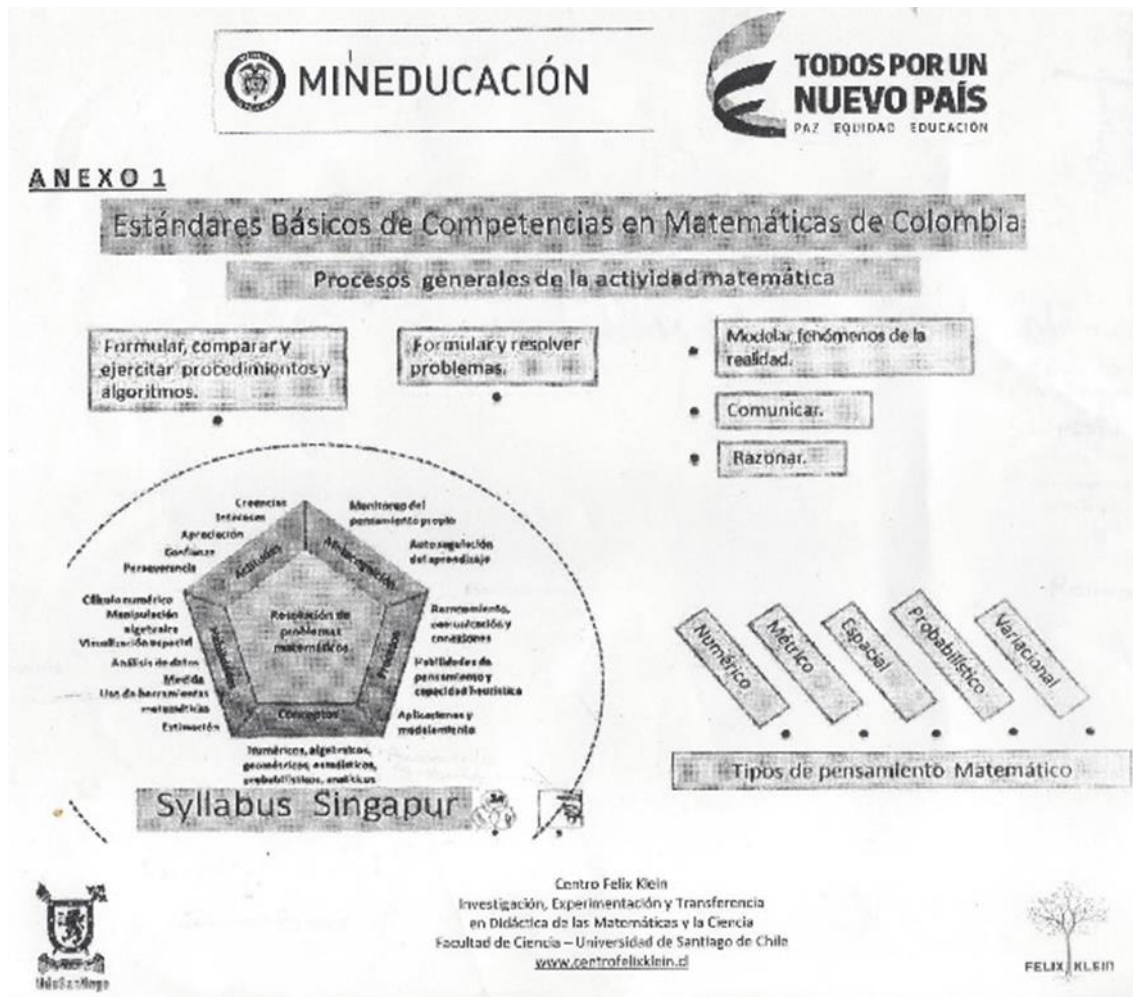 MINEDUCACIÓN
TODOS POR UN
NUEVO PAÍS
PAZ EQUIDAD EDUCACIÓN
ANEXO 1
Estándares Básicos de Competencias en Matemáticas de Colombia
Procesos generales de la actividad matemática
Formular, comparar y
ejercitar procedimientos y
algoritmos.
Formular y resolver
problemas.
Modelar fenómenos de la
realidad.
Comunicar.
Razonar.
Creencias
Intereses
Apreciación
Confianza
Perseverancia
Monitoreo del
pensamiento propio
Autorregulación
del aprendizaje
Actitudes
Metacognición
Cálculo numérico
Manipulación
algebraica
Visualización espacial
Análisis de datos
Medida
Uso de herramientas
matemáticas
Estimación
Habilidades
Resolución de
problemas
matemáticos
Procesos
Razonamiento,
comunicación y
conexiones
Habilidades de
pensamiento y
capacidad heurística
Aplicaciones y
modelamiento
Conceptos
Numéricos, algebraicos,
geométricos, estadísticos,
probabilísticos, analíticos
Syllabus Singapur
Numérico
Métrico
Espacial
Probabilístico
Variacional
Tipos de pensamiento Matemático
Centro Felix Klein
Investigación, Experimentación y Transferencia
en Didáctica de las Matemáticas y la Ciencia
Facultad de Ciencia – Universidad de Santiago de Chile
www.centrofelixklein.cl
UdeSantiago
FELIX KLEIN